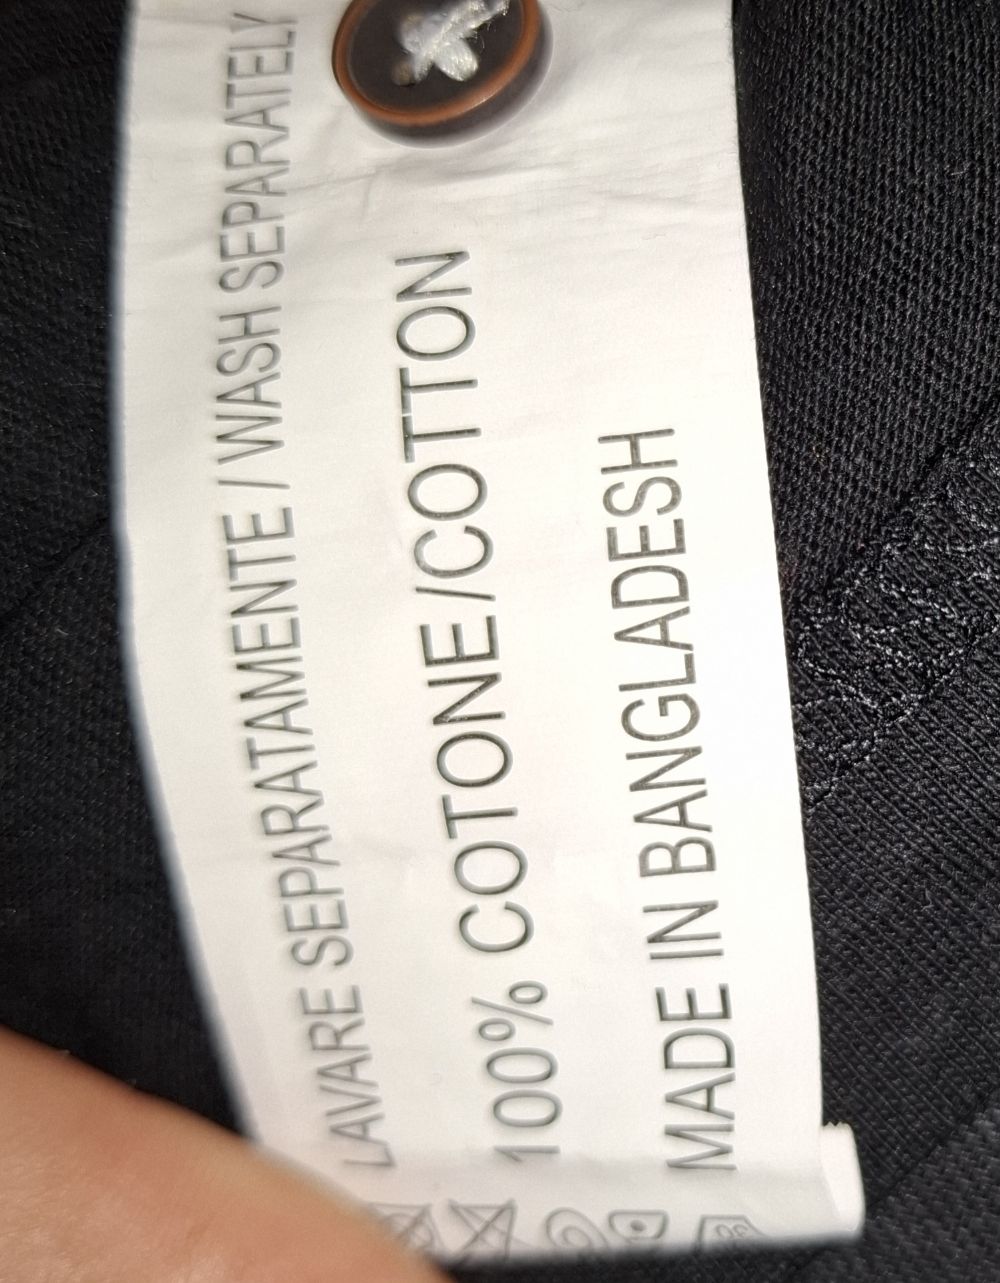 LAVARE SEPARATAMENTE / WASH SEPARATELY
100% COTONE/COTTON
MADE IN BANGLADESH